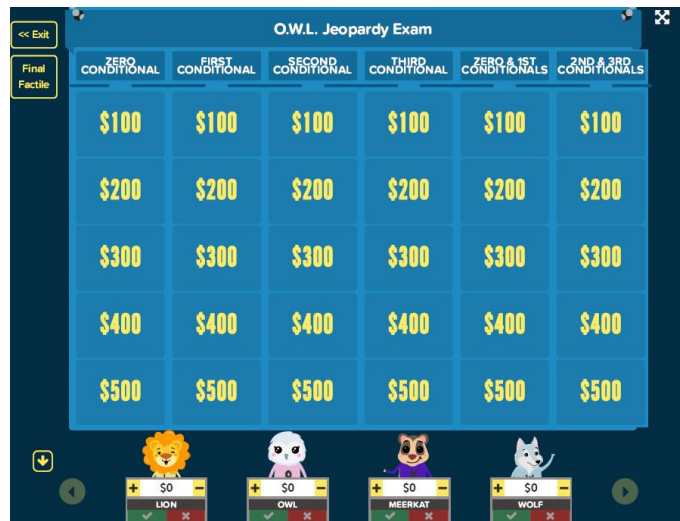 << Exit
O.W.L. Jeopardy Exam
Final
Factile
ZERO
CONDITIONAL
FIRST
CONDITIONAL
SECOND
CONDITIONAL
THIRD
CONDITIONAL
ZERO & 1ST
CONDITIONALS
2ND & 3RD
CONDITIONALS
$100 $100 $100 $100 $100 $100
$200 $200 $200 $200 $200 $200
$300 $300 $300 $300 $300 $300
$400 $400 $400 $400 $400 $400
$500 $500 $500 $500 $500 $500
+ $0 − + $0 − + $0 − + $0 −
LION OWL MEERKAT WOLF